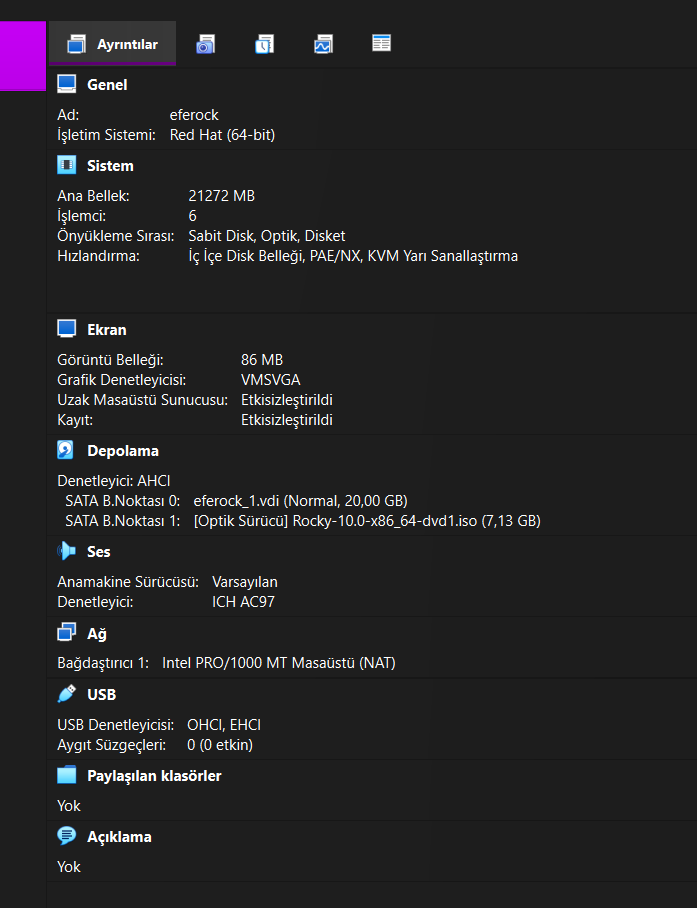 Ayrıntılar
Genel
Ad: eferock
İşletim Sistemi: Red Hat (64-bit)
Sistem
Ana Bellek: 21272 MB
İşlemci: 6
Önyükleme Sırası: Sabit Disk, Optik, Disket
Hızlandırma: İç İçe Disk Belleği, PAE/NX, KVM Yarı Sanallaştırma
Ekran
Görüntü Belleği: 86 MB
Grafik Denetleyicisi: VMSVGA
Uzak Masaüstü Sunucusu: Etkisizleştirildi
Kayıt: Etkisizleştirildi
Depolama
Denetleyici: AHCI
SATA B.Noktası 0: eferock_1.vdi (Normal, 20,00 GB)
SATA B.Noktası 1: [Optik Sürücü] Rocky-10.0-x86_64-dvd1.iso (7,13 GB)
Ses
Anamakine Sürücüsü: Varsayılan
Denetleyici: ICH AC97
Ağ
Bağdaştırıcı 1: Intel PRO/1000 MT Masaüstü (NAT)
USB
USB Denetleyicisi: OHCI, EHCI
Aygıt Süzgeçleri: 0 (0 etkin)
Paylaşılan klasörler
Yok
Açıklama
Yok